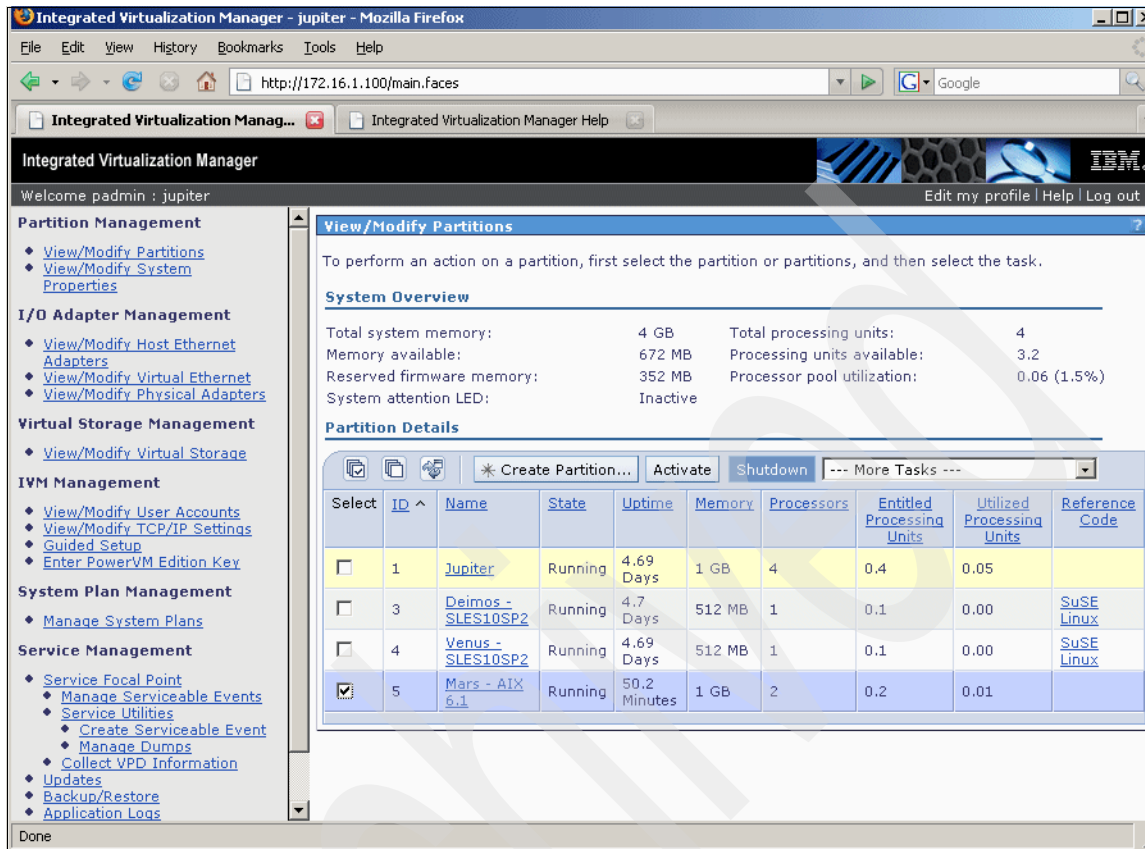 Integrated Virtualization Manager - jupiter - Mozilla Firefox
File Edit View History Bookmarks Tools Help
http://172.16.1.100/main.faces
Google
Integrated Virtualization Manag...
Integrated Virtualization Manager Help
Integrated Virtualization Manager
IBM.
Welcome padmin : jupiter
Edit my profile | Help | Log out
Partition Management
View/Modify Partitions
View/Modify System
Properties
I/O Adapter Management
View/Modify Host Ethernet
Adapters
View/Modify Virtual Ethernet
View/Modify Physical Adapters
Virtual Storage Management
View/Modify Virtual Storage
IVM Management
View/Modify User Accounts
View/Modify TCP/IP Settings
Guided Setup
Enter PowerVM Edition Key
System Plan Management
Manage System Plans
Service Management
Service Focal Point
Manage Serviceable Events
Service Utilities
Create Serviceable Event
Manage Dumps
Collect VPD Information
Updates
Backup/Restore
Application Logs
View/Modify Partitions
?
To perform an action on a partition, first select the partition or partitions, and then select the task.
System Overview
Total system memory: 4 GB Total processing units: 4
Memory available: 672 MB Processing units available: 3.2
Reserved firmware memory: 352 MB Processor pool utilization: 0.06 (1.5%)
System attention LED: Inactive
Partition Details
Create Partition... Activate Shutdown --- More Tasks ---
Select ID ^ Name State Uptime Memory Processors Entitled Processing Units Utilized Processing Units Reference Code
1 Jupiter Running 4.69 Days 1 GB 4 0.4 0.05
3 Deimos - SLES10SP2 Running 4.7 Days 512 MB 1 0.1 0.00 SuSE Linux
4 Venus - SLES10SP2 Running 4.69 Days 512 MB 1 0.1 0.00 SuSE Linux
5 Mars - AIX 6.1 Running 50.2 Minutes 1 GB 2 0.2 0.01
Done